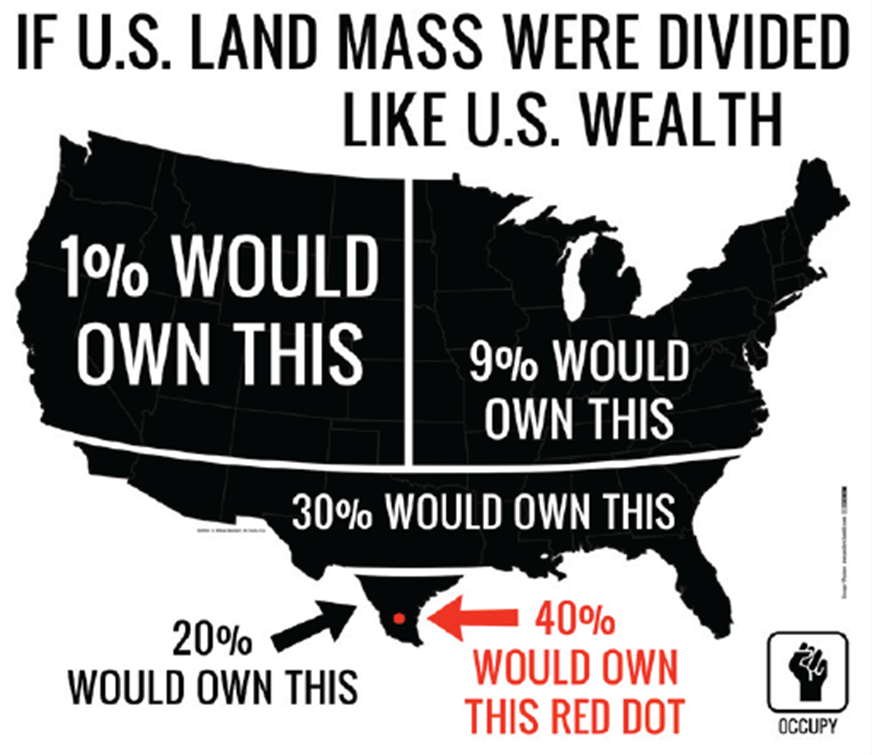 IF U.S. LAND MASS WERE DIVIDED
LIKE U.S. WEALTH
1% WOULD
OWN THIS
9% WOULD
OWN THIS
30% WOULD OWN THIS
20%
WOULD OWN THIS
40%
WOULD OWN
THIS RED DOT
OCCUPY